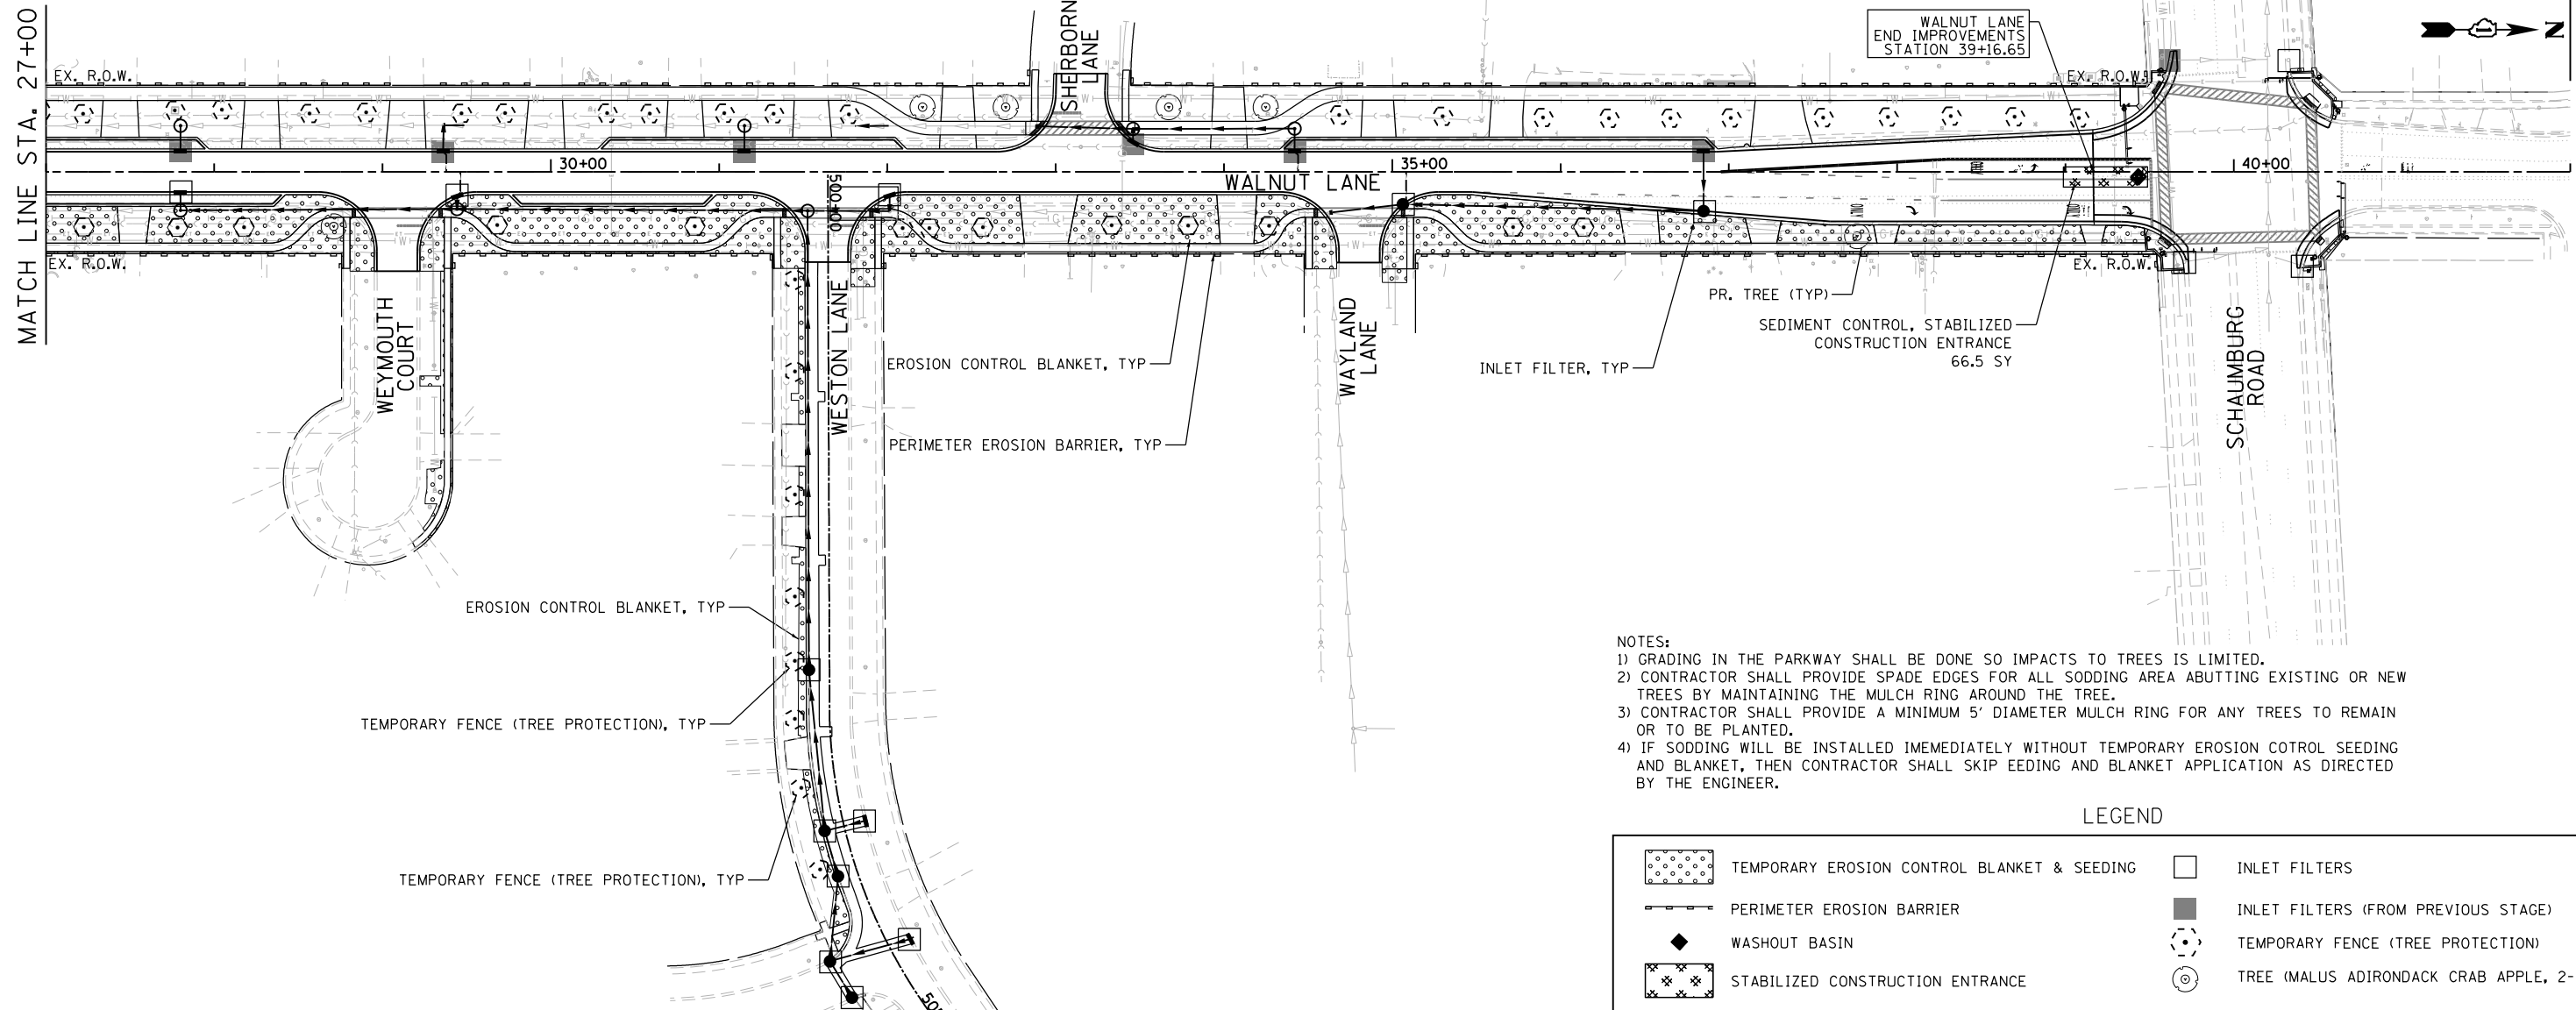 MATCH LINE STA. 27+00
EX. R.O.W.
SHERBORN
LANE
WALNUT LANE
END IMPROVEMENTS
STATION 39+16.65
EX. R.O.W.
N
30+00
35+00
40+00
50+00
WALNUT LANE
ONLY
EX. R.O.W.
EX. R.O.W.
WEYMOUTH
COURT
WESTON LANE
WAYLAND
LANE
SCHAUMBURG
ROAD
PR. TREE (TYP)
SEDIMENT CONTROL, STABILIZED
CONSTRUCTION ENTRANCE
66.5 SY
EROSION CONTROL BLANKET, TYP
INLET FILTER, TYP
PERIMETER EROSION BARRIER, TYP
EROSION CONTROL BLANKET, TYP
TEMPORARY FENCE (TREE PROTECTION), TYP
TEMPORARY FENCE (TREE PROTECTION), TYP
NOTES:
1) GRADING IN THE PARKWAY SHALL BE DONE SO IMPACTS TO TREES IS LIMITED.
2) CONTRACTOR SHALL PROVIDE SPADE EDGES FOR ALL SODDING AREA ABUTTING EXISTING OR NEW
TREES BY MAINTAINING THE MULCH RING AROUND THE TREE.
3) CONTRACTOR SHALL PROVIDE A MINIMUM 5' DIAMETER MULCH RING FOR ANY TREES TO REMAIN
OR TO BE PLANTED.
4) IF SODDING WILL BE INSTALLED IMEMEDIATELY WITHOUT TEMPORARY EROSION COTROL SEEDING
AND BLANKET, THEN CONTRACTOR SHALL SKIP EEDING AND BLANKET APPLICATION AS DIRECTED
BY THE ENGINEER.
LEGEND
TEMPORARY EROSION CONTROL BLANKET & SEEDING
INLET FILTERS
PERIMETER EROSION BARRIER
INLET FILTERS (FROM PREVIOUS STAGE)
WASHOUT BASIN
TEMPORARY FENCE (TREE PROTECTION)
STABILIZED CONSTRUCTION ENTRANCE
TREE (MALUS ADIRONDACK CRAB APPLE, 2-